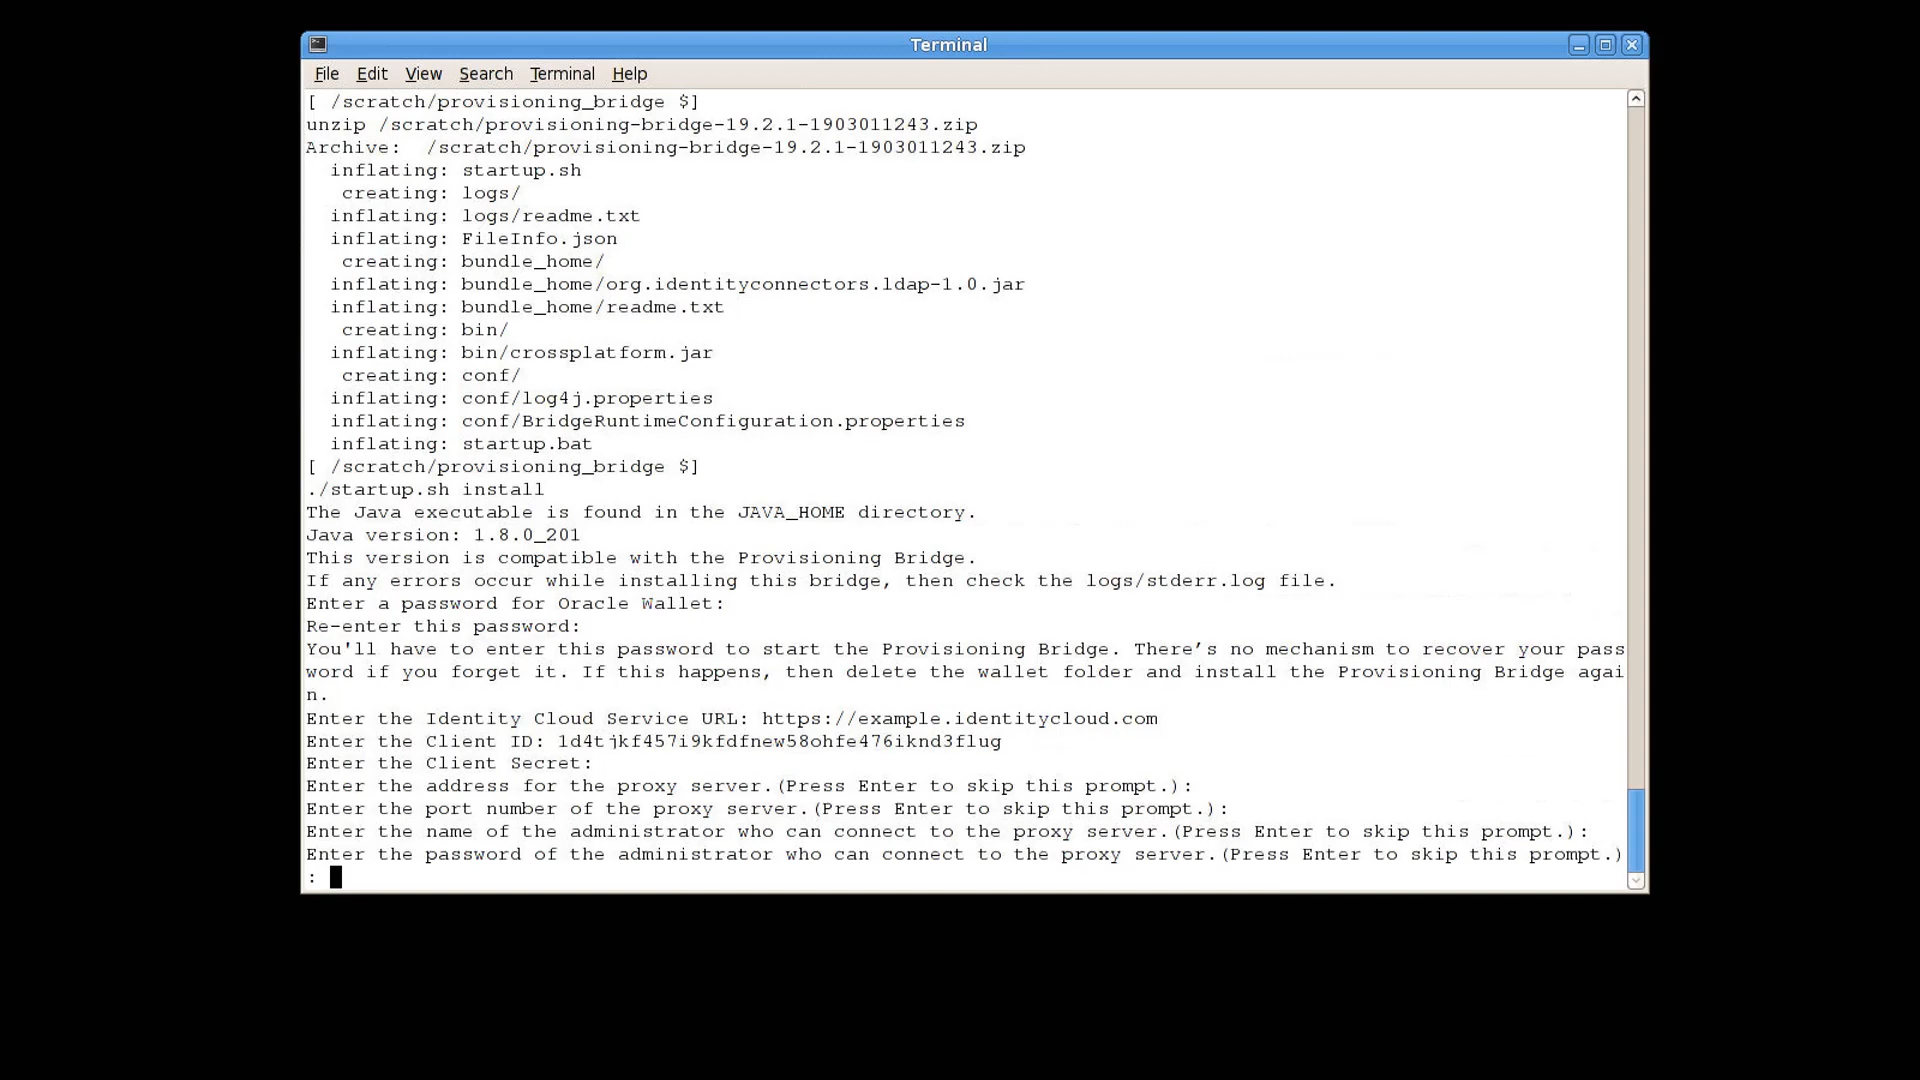 Terminal
File Edit View Search Terminal Help
[ /scratch/provisioning_bridge $]
unzip /scratch/provisioning-bridge-19.2.1-1903011243.zip
Archive:  /scratch/provisioning-bridge-19.2.1-1903011243.zip
  inflating: startup.sh
   creating: logs/
  inflating: logs/readme.txt
  inflating: FileInfo.json
   creating: bundle_home/
  inflating: bundle_home/org.identityconnectors.ldap-1.0.jar
  inflating: bundle_home/readme.txt
   creating: bin/
  inflating: bin/crossplatform.jar
   creating: conf/
  inflating: conf/log4j.properties
  inflating: conf/BridgeRuntimeConfiguration.properties
  inflating: startup.bat
[ /scratch/provisioning_bridge $]
./startup.sh install
The Java executable is found in the JAVA_HOME directory.
Java version: 1.8.0_201
This version is compatible with the Provisioning Bridge.
If any errors occur while installing this bridge, then check the logs/stderr.log file.
Enter a password for Oracle Wallet:
Re-enter this password:
You'll have to enter this password to start the Provisioning Bridge. There’s no mechanism to recover your pass
word if you forget it. If this happens, then delete the wallet folder and install the Provisioning Bridge agai
n.
Enter the Identity Cloud Service URL: https://example.identitycloud.com
Enter the Client ID: 1d4tjkf457i9kfdfnew58ohfe476iknd3flug
Enter the Client Secret:
Enter the address for the proxy server.(Press Enter to skip this prompt.):
Enter the port number of the proxy server.(Press Enter to skip this prompt.):
Enter the name of the administrator who can connect to the proxy server.(Press Enter to skip this prompt.):
Enter the password of the administrator who can connect to the proxy server.(Press Enter to skip this prompt.)
: